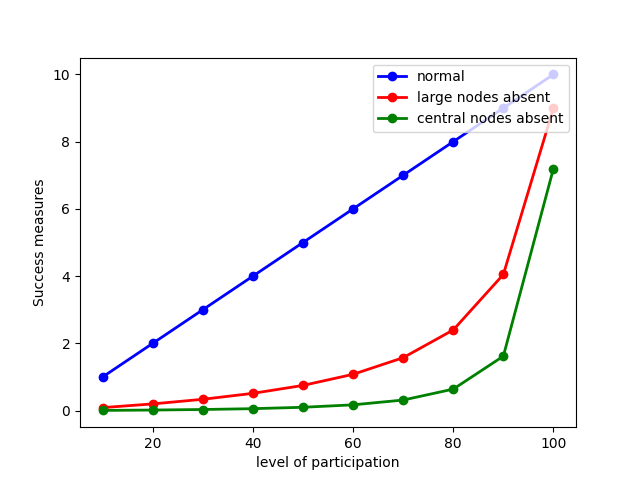 normal
large nodes absent
central nodes absent
10
8
6
4
2
0
Success measures
20 40 60 80 100
level of participation